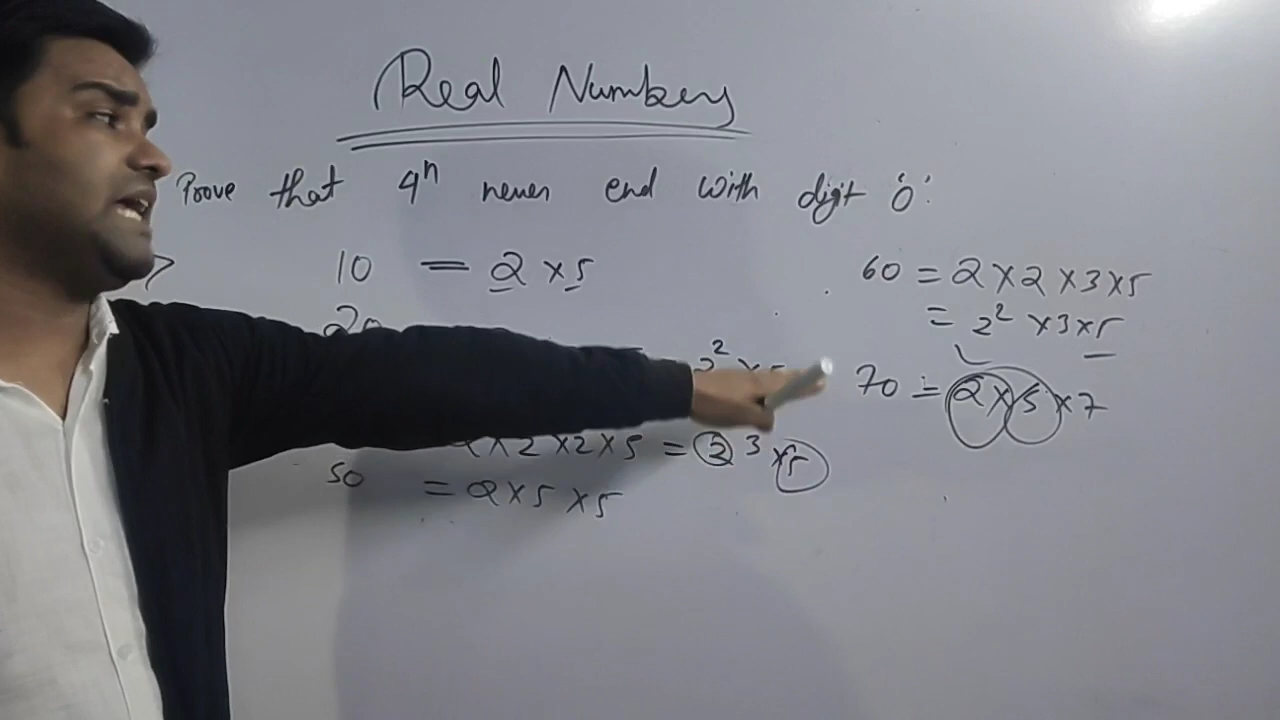 Real Numbers
Prove that 4ⁿ never end with digit '0'.
10 = 2 × 5
20
2² × 5
2 × 2 × 5 = 2³ × 5
50 = 2 × 5 × 5
60 = 2 × 2 × 3 × 5
= 2² × 3 × 5
70 = 2 × 5 × 7